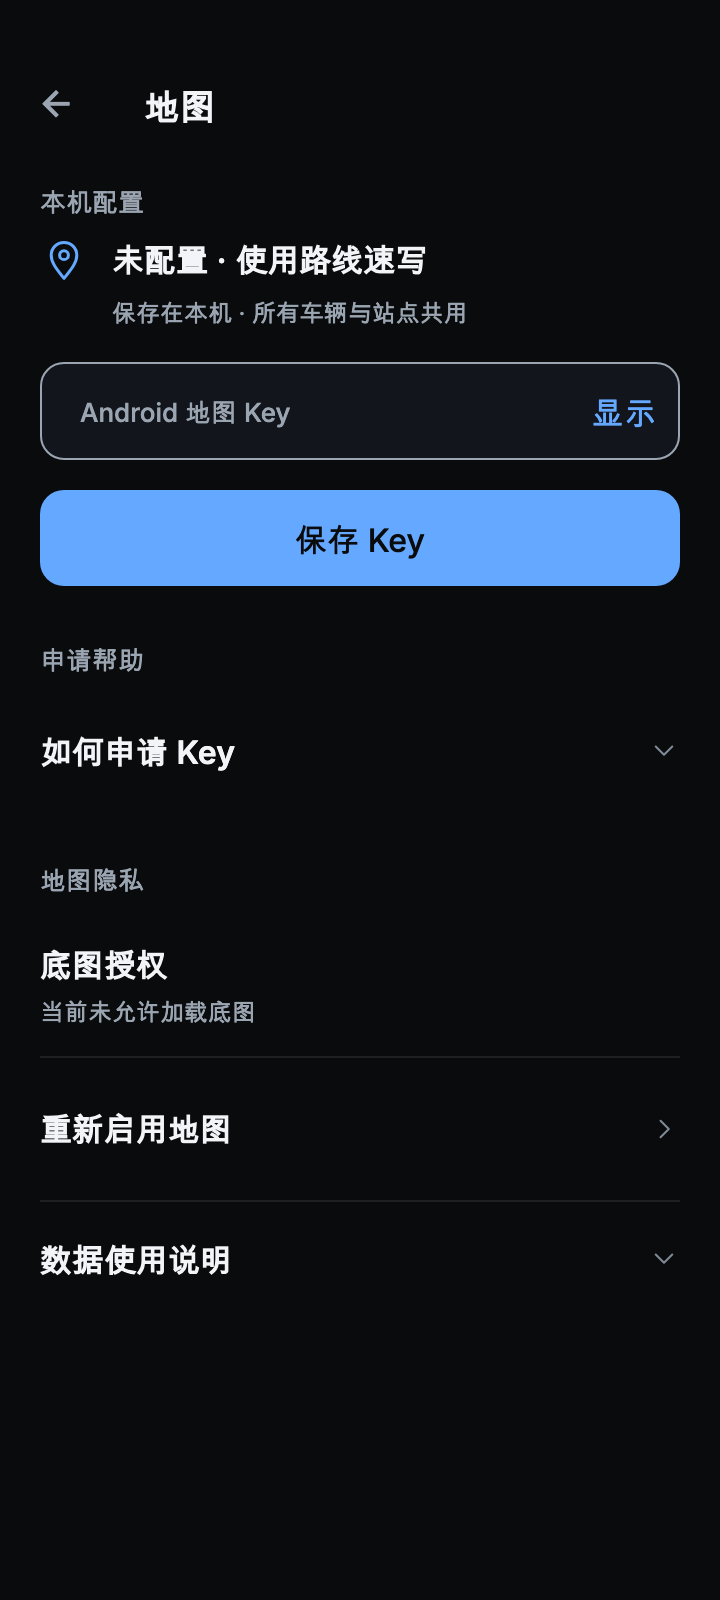 地图
本机配置
未配置 · 使用路线速写
保存在本机 · 所有车辆与站点共用
Android 地图 Key
显示
保存 Key
申请帮助
如何申请 Key
地图隐私
底图授权
当前未允许加载底图
重新启用地图
数据使用说明